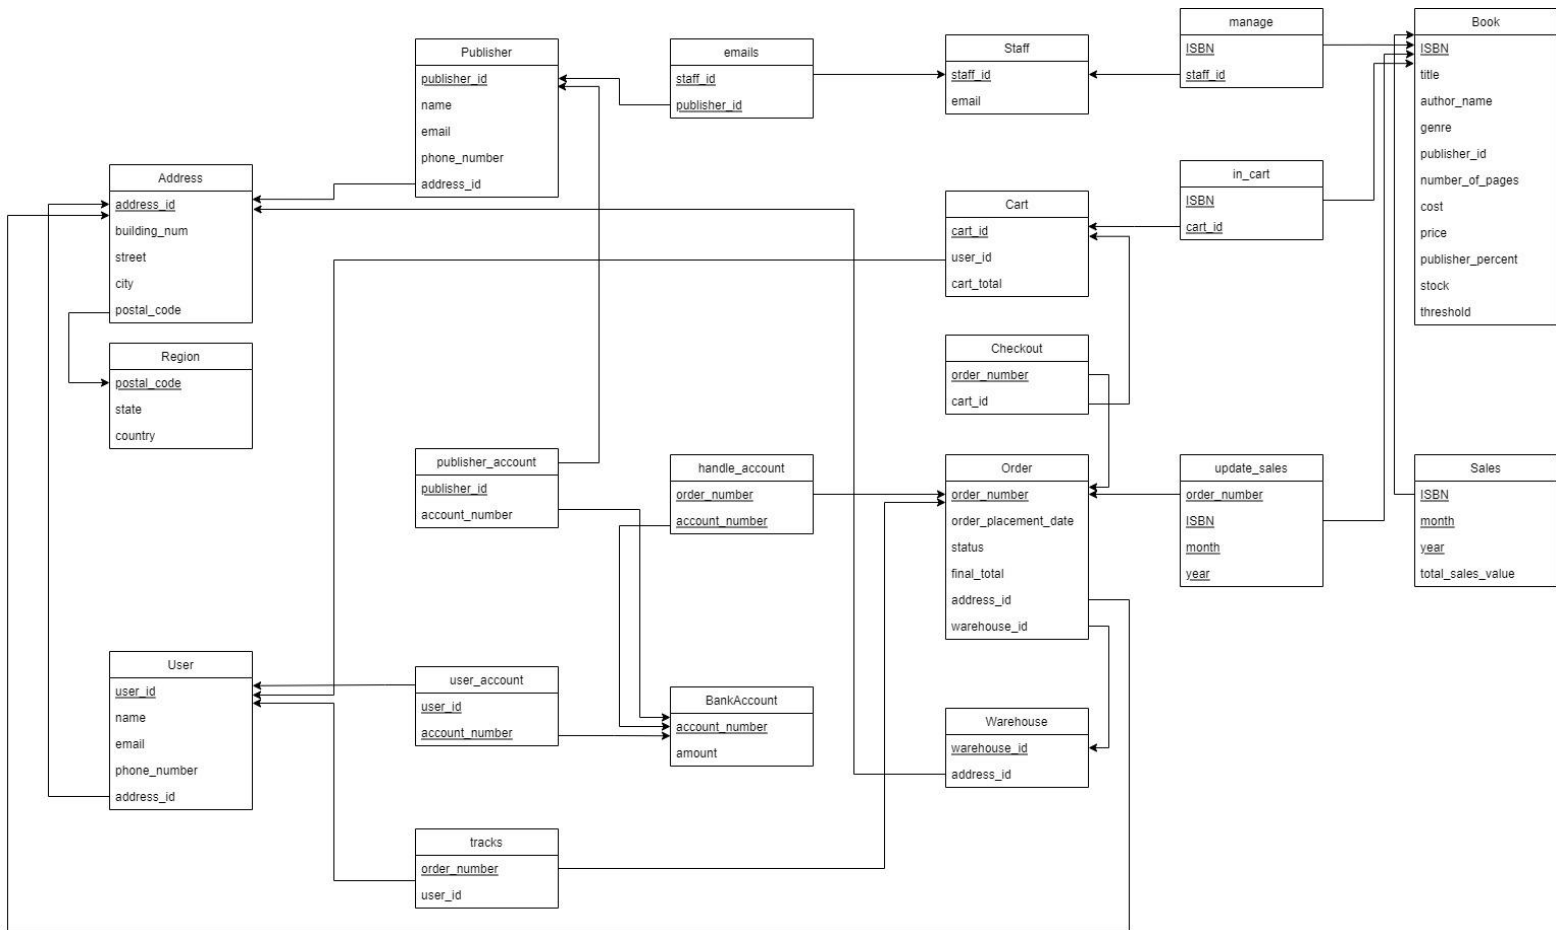 Publisher
publisher_id
name
email
phone_number
address_id
emails
staff_id
publisher_id
Staff
staff_id
email
manage
ISBN
staff_id
Book
ISBN
title
author_name
genre
publisher_id
number_of_pages
cost
price
publisher_percent
stock
threshold
Address
address_id
building_num
street
city
postal_code
Region
postal_code
state
country
Cart
cart_id
user_id
cart_total
in_cart
ISBN
cart_id
Checkout
order_number
cart_id
publisher_account
publisher_id
account_number
handle_account
order_number
account_number
Order
order_number
order_placement_date
status
final_total
address_id
warehouse_id
update_sales
order_number
ISBN
month
year
Sales
ISBN
month
year
total_sales_value
User
user_id
name
email
phone_number
address_id
user_account
user_id
account_number
BankAccount
account_number
amount
Warehouse
warehouse_id
address_id
tracks
order_number
user_id